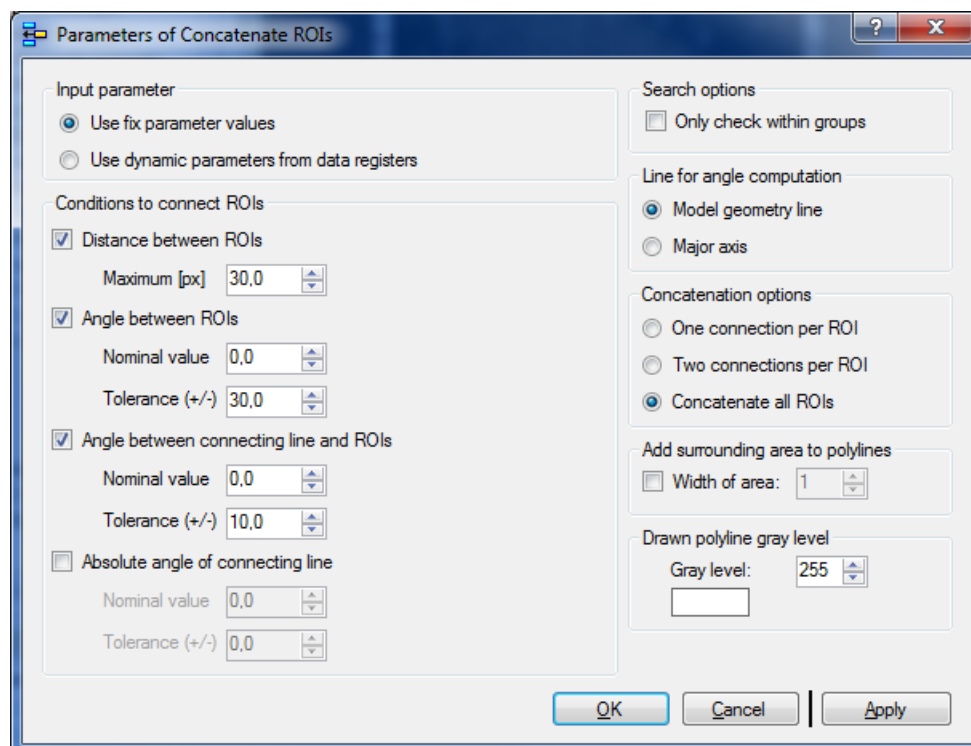 Parameters of Concatenate ROIs
?
X
Input parameter
Use fix parameter values
Use dynamic parameters from data registers
Conditions to connect ROIs
Distance between ROIs
Maximum [px] 30,0
Angle between ROIs
Nominal value 0,0
Tolerance (+/-) 30,0
Angle between connecting line and ROIs
Nominal value 0,0
Tolerance (+/-) 10,0
Absolute angle of connecting line
Nominal value 0,0
Tolerance (+/-) 0,0
Search options
Only check within groups
Line for angle computation
Model geometry line
Major axis
Concatenation options
One connection per ROI
Two connections per ROI
Concatenate all ROIs
Add surrounding area to polylines
Width of area: 1
Drawn polyline gray level
Gray level: 255
OK Cancel Apply